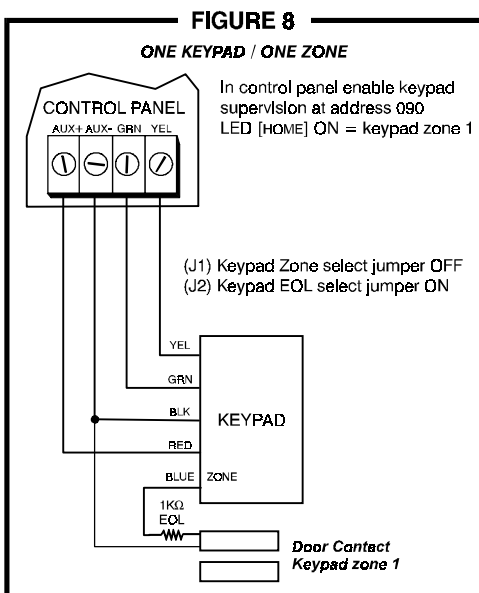 FIGURE 8
ONE KEYPAD / ONE ZONE
In control panel enable keypad
supervision at address 090
LED [HOME] ON = keypad zone 1
CONTROL PANEL
AUX+ AUX- GRN YEL
(J1) Keypad Zone select jumper OFF
(J2) Keypad EOL select jumper ON
YEL
GRN
BLK
KEYPAD
RED
BLUE ZONE
1KΩ
EOL
Door Contact
Keypad zone 1